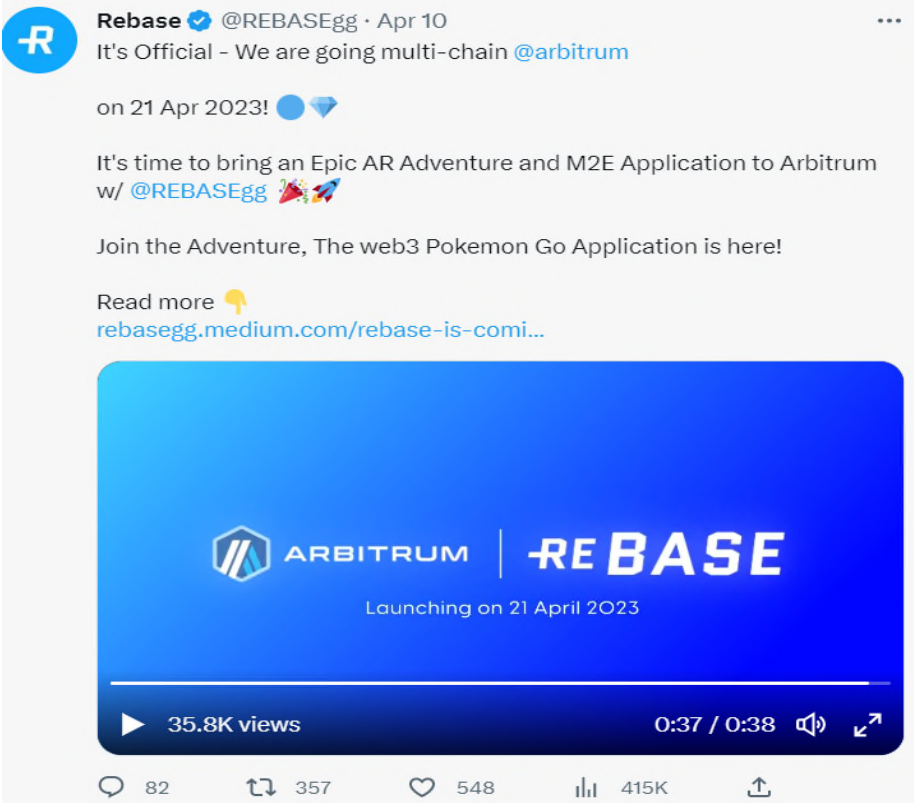 Rebase @REBASEgg · Apr 10
It's Official - We are going multi-chain @arbitrum
on 21 Apr 2023! 🔵💎
It's time to bring an Epic AR Adventure and M2E Application to Arbitrum
w/ @REBASEgg 🎉🚀
Join the Adventure, The web3 Pokemon Go Application is here!
Read more 👇
rebasegg.medium.com/rebase-is-comi...
ARBITRUM | REBASE
Launching on 21 April 2023
35.8K views 0:37 / 0:38
82 357 548 415K